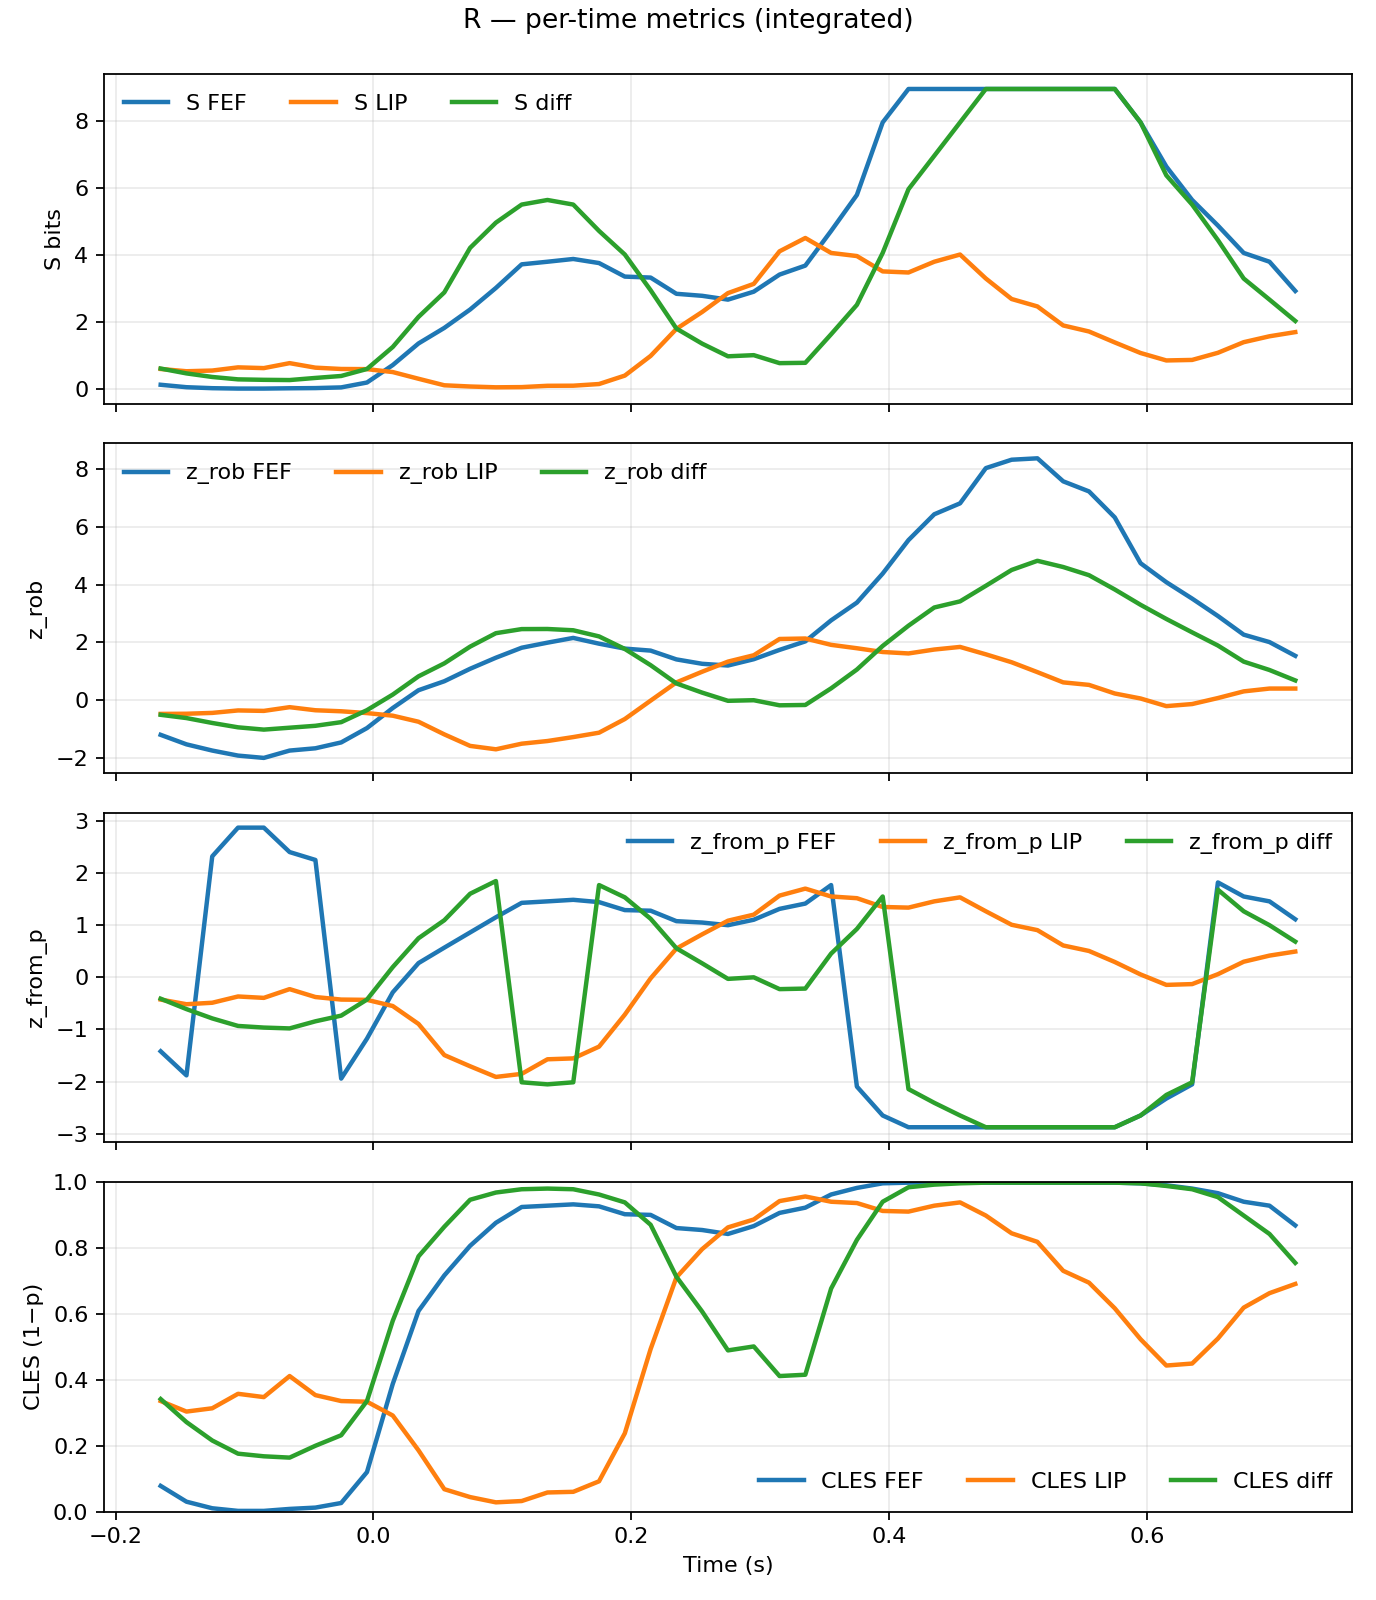 R — per-time metrics (integrated)
S FEF S LIP S diff
8
6
4
2
0
S bits
z_rob FEF z_rob LIP z_rob diff
8
6
4
2
0
−2
z_rob
z_from_p FEF z_from_p LIP z_from_p diff
3
2
1
0
−1
−2
−3
z_from_p
1.0
0.8
0.6
0.4
0.2
0.0
CLES (1−p)
CLES FEF CLES LIP CLES diff
−0.2 0.0 0.2 0.4 0.6
Time (s)